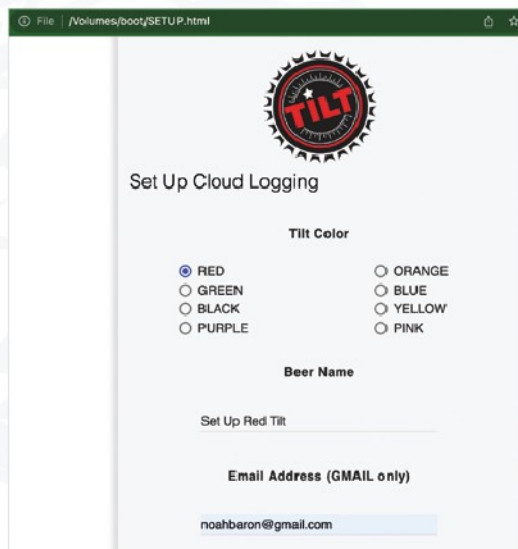 File | /Volumes/boot/SETUP.html
TILT
Set Up Cloud Logging
Tilt Color
RED ORANGE
GREEN BLUE
BLACK YELLOW
PURPLE PINK
Beer Name
Set Up Red Tilt
Email Address (GMAIL only)
noahbaron@gmail.com